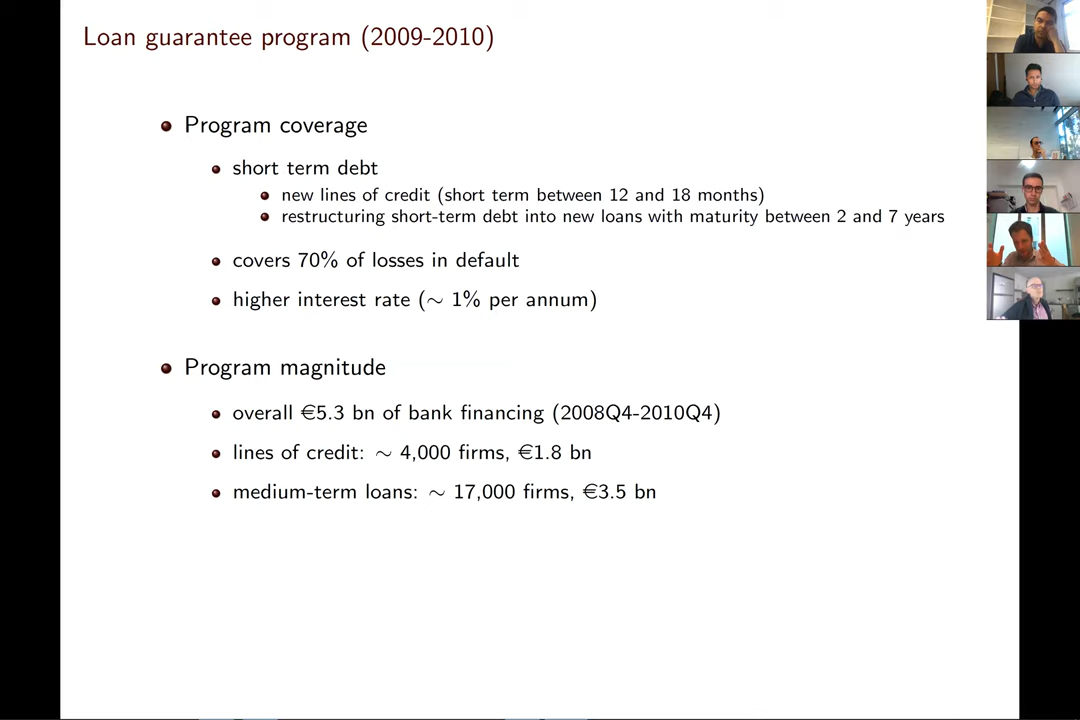 Loan guarantee program (2009-2010)
Program coverage
short term debt
new lines of credit (short term between 12 and 18 months)
restructuring short-term debt into new loans with maturity between 2 and 7 years
covers 70% of losses in default
higher interest rate (∼ 1% per annum)
Program magnitude
overall €5.3 bn of bank financing (2008Q4-2010Q4)
lines of credit: ∼ 4,000 firms, €1.8 bn
medium-term loans: ∼ 17,000 firms, €3.5 bn